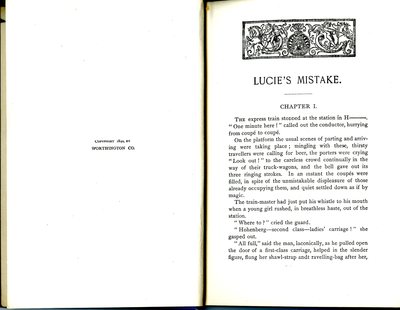 COPYRIGHT 1890, BY
WORTHINGTON CO.
LUCIE'S MISTAKE.
CHAPTER I.
THE express train stopped at the station in H——.
"One minute here!" called out the conductor, hurrying
from coupé to coupé.
On the platform the usual scenes of parting and arriv-
ing were taking place; mingling with these, thirsty
travellers were calling for beer, the porters were crying
"Look out!" to the careless crowd continually in the
way of their truck-wagons, and the bell gave out its
three ringing strokes. In an instant the coupés were
filled, in spite of the unmistakable displeasure of those
already occupying them, and quiet settled down as if by
magic.
The train-master had just put his whistle to his mouth
when a young girl rushed, in breathless haste, out of the
station.
"Where to?" cried the guard.
"Hohenberg—second class—ladies' carriage!" she
gasped out.
"All full," said the man, laconically, as he pulled open
the door of a first-class carriage, helped in the slender
figure, flung her shawl-strap and travelling-bag after her,